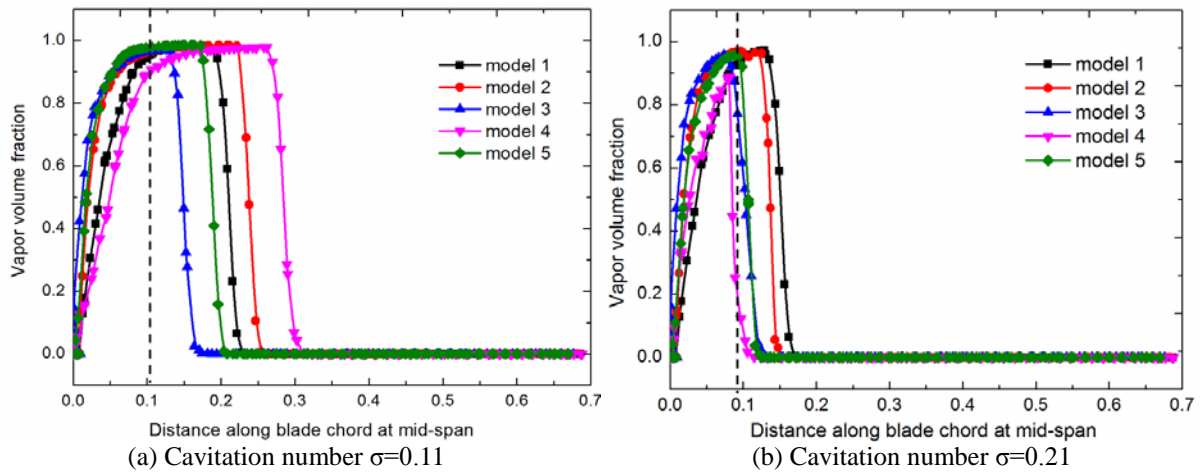 1.0
0.8
0.6
0.4
0.2
0.0
Vapor volume fraction
model 1
model 2
model 3
model 4
model 5
0.0 0.1 0.2 0.3 0.4 0.5 0.6 0.7
Distance along blade chord at mid-span
(a) Cavitation number σ=0.11
1.0
0.8
0.6
0.4
0.2
0.0
Vapor volume fraction
model 1
model 2
model 3
model 4
model 5
0.0 0.1 0.2 0.3 0.4 0.5 0.6 0.7
Distance along blade chord at mid-span
(b) Cavitation number σ=0.21